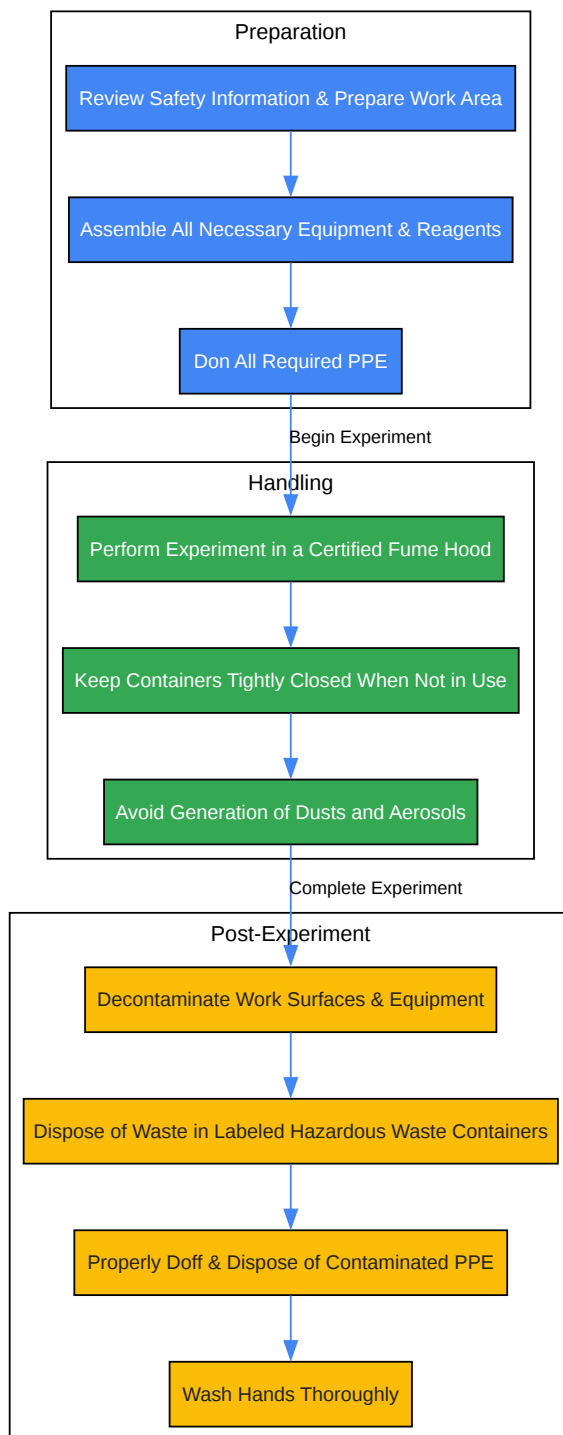 Preparation
Review Safety Information & Prepare Work Area
Assemble All Necessary Equipment & Reagents
Don All Required PPE
Begin Experiment
Handling
Perform Experiment in a Certified Fume Hood
Keep Containers Tightly Closed When Not in Use
Avoid Generation of Dusts and Aerosols
Complete Experiment
Post-Experiment
Decontaminate Work Surfaces & Equipment
Dispose of Waste in Labeled Hazardous Waste Containers
Properly Doff & Dispose of Contaminated PPE
Wash Hands Thoroughly